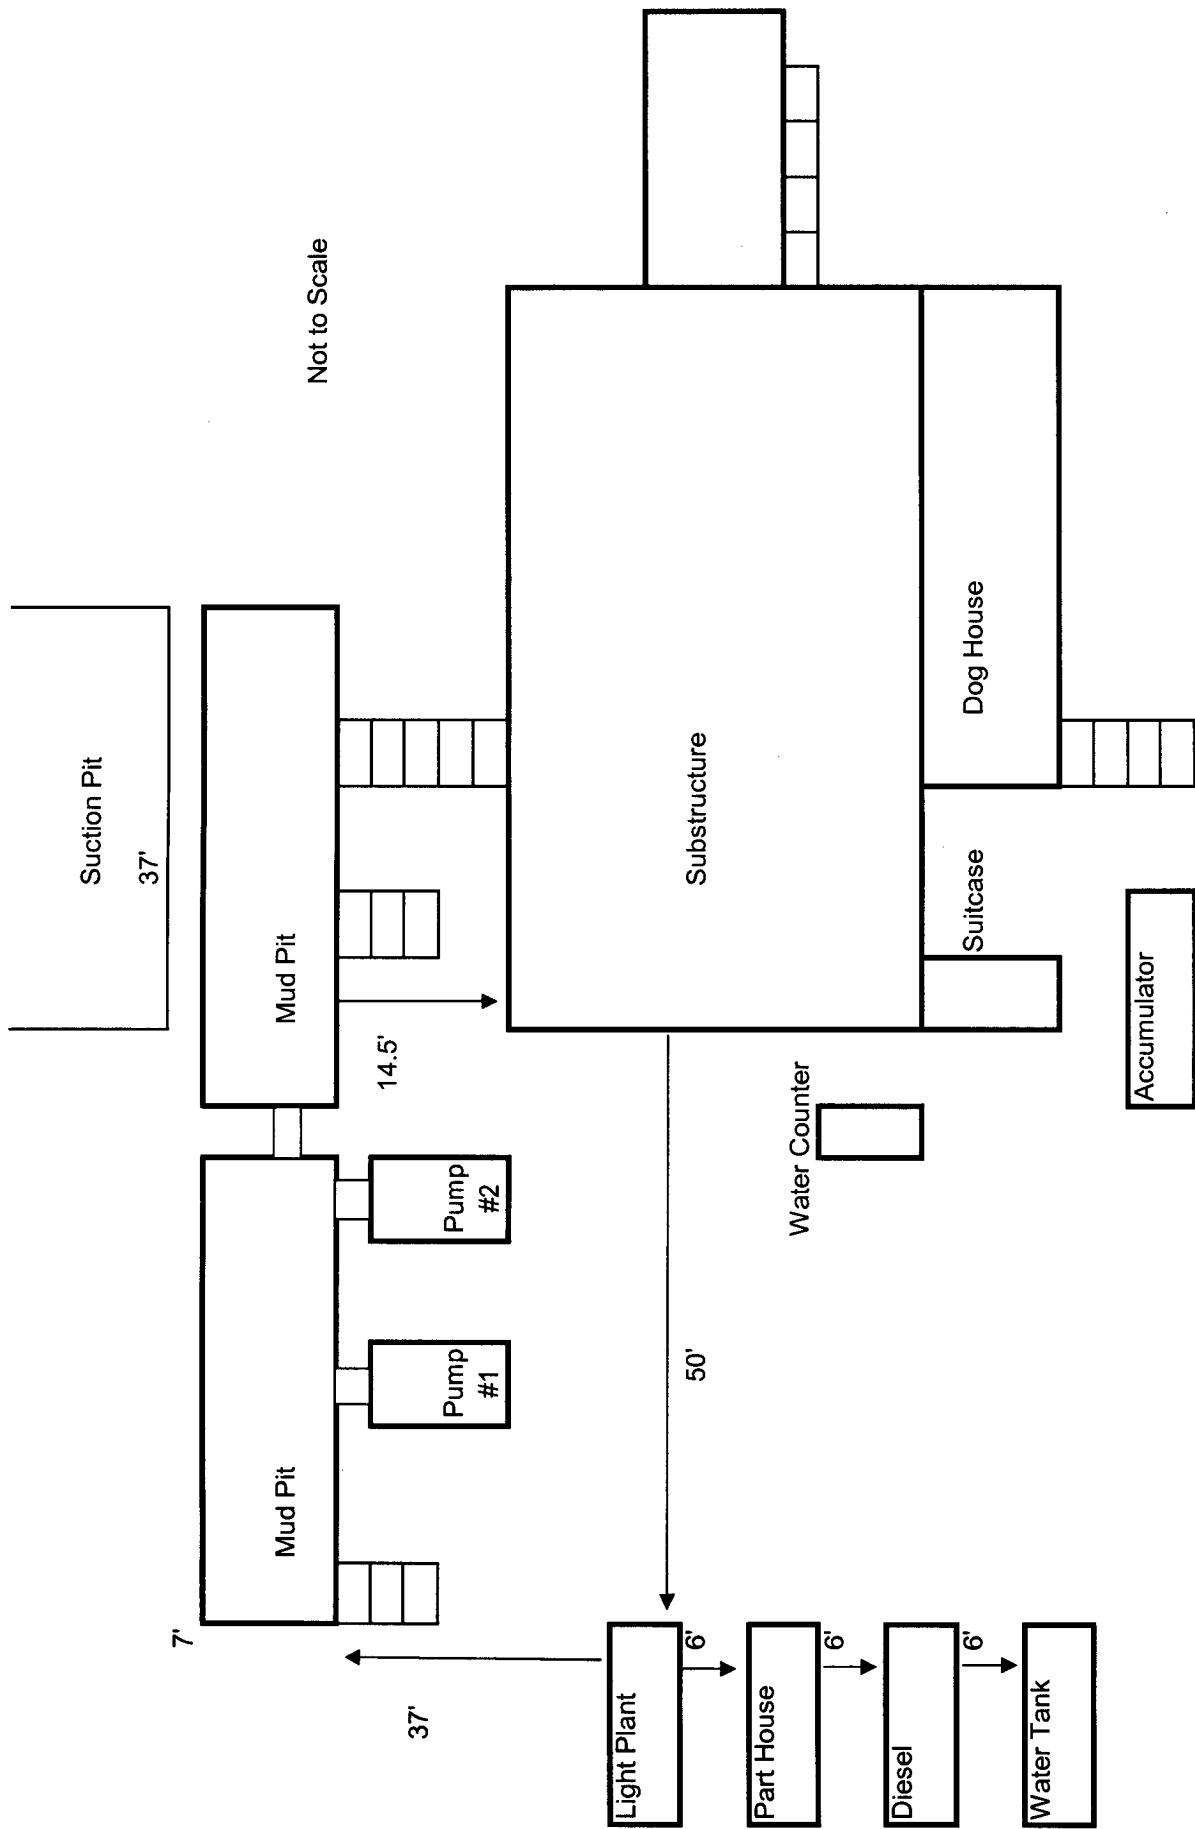 Suction Pit
37'
Not to Scale
7'
Mud Pit
Mud Pit
Pump
#1
Pump
#2
14.5'
37'
50'
Substructure
Water Counter
Suitcase
Dog House
Accumulator
Light Plant
6'
Part House
6'
Diesel
6'
Water Tank